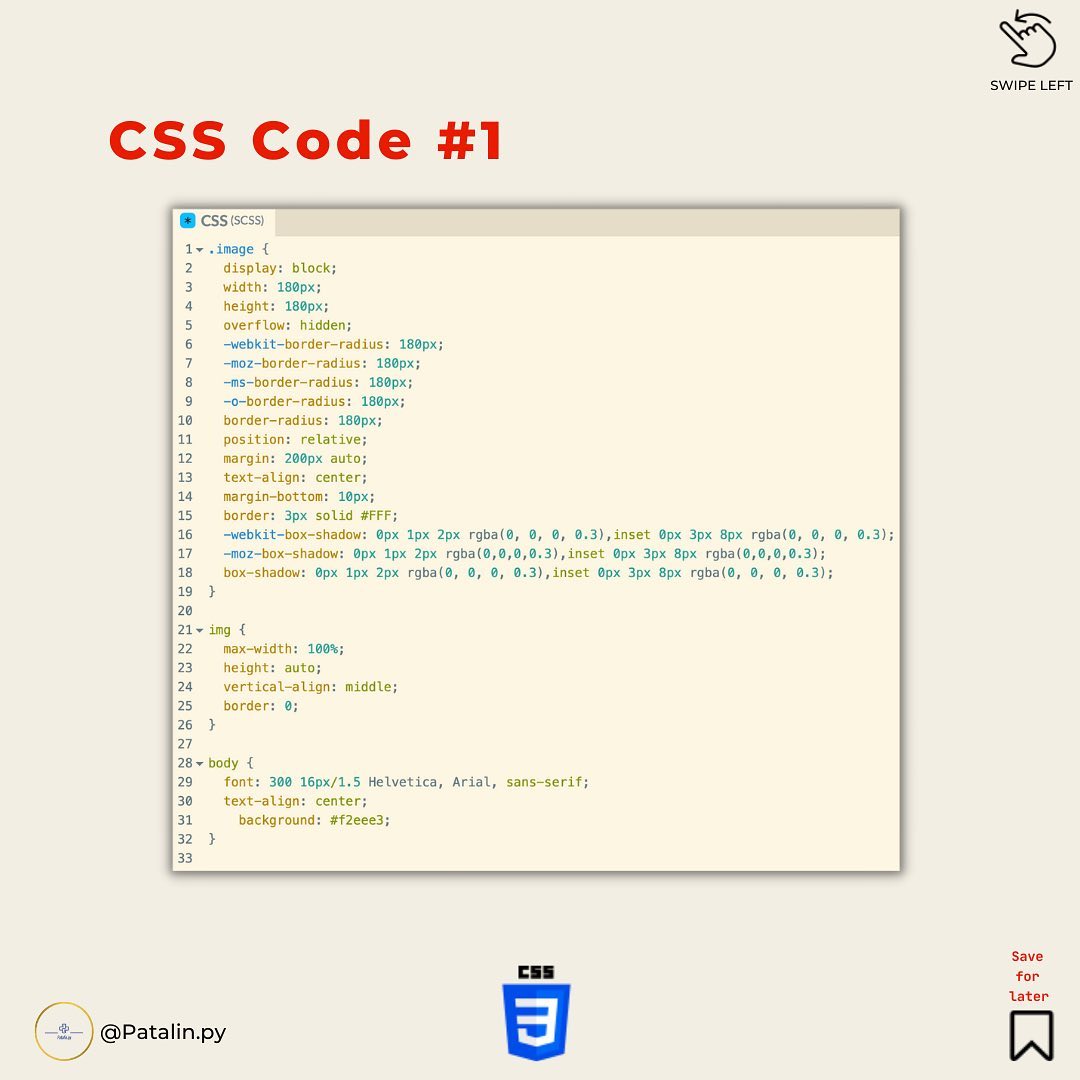 SWIPE LEFT
CSS Code #1
CSS (SCSS)
1 .image {
2   display: block;
3   width: 180px;
4   height: 180px;
5   overflow: hidden;
6   -webkit-border-radius: 180px;
7   -moz-border-radius: 180px;
8   -ms-border-radius: 180px;
9   -o-border-radius: 180px;
10   border-radius: 180px;
11   position: relative;
12   margin: 200px auto;
13   text-align: center;
14   margin-bottom: 10px;
15   border: 3px solid #FFF;
16   -webkit-box-shadow: 0px 1px 2px rgba(0, 0, 0, 0.3),inset 0px 3px 8px rgba(0, 0, 0, 0.3);
17   -moz-box-shadow: 0px 1px 2px rgba(0,0,0,0.3),inset 0px 3px 8px rgba(0,0,0,0.3);
18   box-shadow: 0px 1px 2px rgba(0, 0, 0, 0.3),inset 0px 3px 8px rgba(0, 0, 0, 0.3);
19 }
20
21 img {
22   max-width: 100%;
23   height: auto;
24   vertical-align: middle;
25   border: 0;
26 }
27
28 body {
29   font: 300 16px/1.5 Helvetica, Arial, sans-serif;
30   text-align: center;
31     background: #f2eee3;
32 }
33
Save
for
later
CSS
3
@Patalin.py